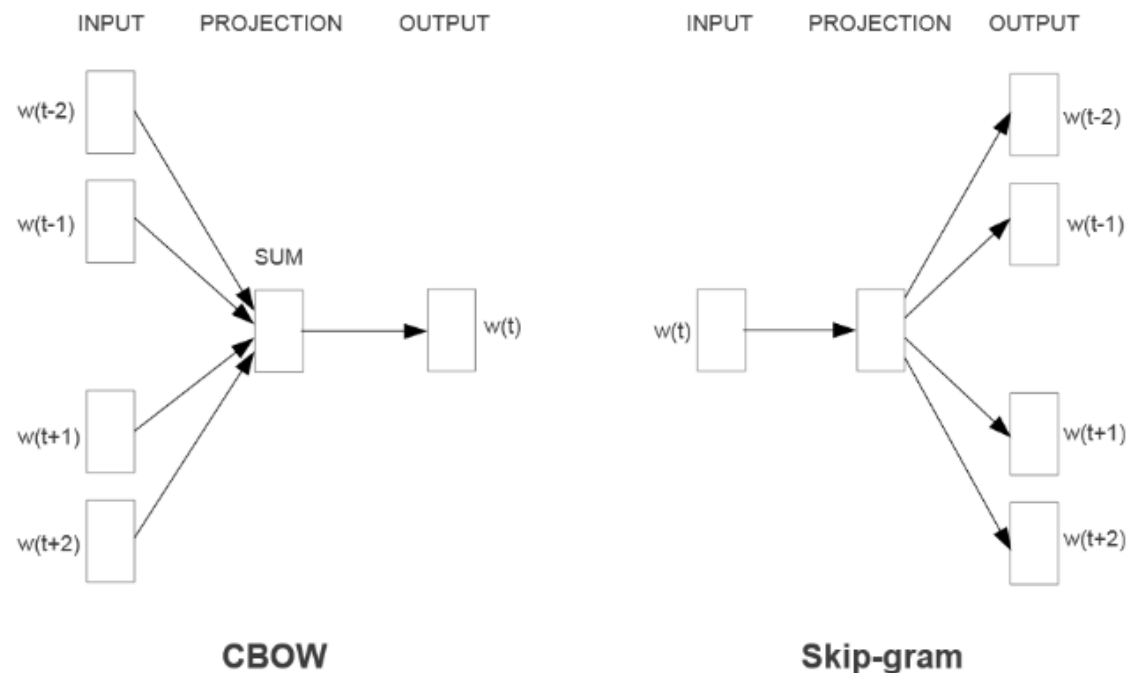 INPUT PROJECTION OUTPUT
w(t-2)
w(t-1)
SUM
w(t)
w(t+1)
w(t+2)
CBOW
INPUT PROJECTION OUTPUT
w(t-2)
w(t-1)
w(t)
w(t+1)
w(t+2)
Skip-gram